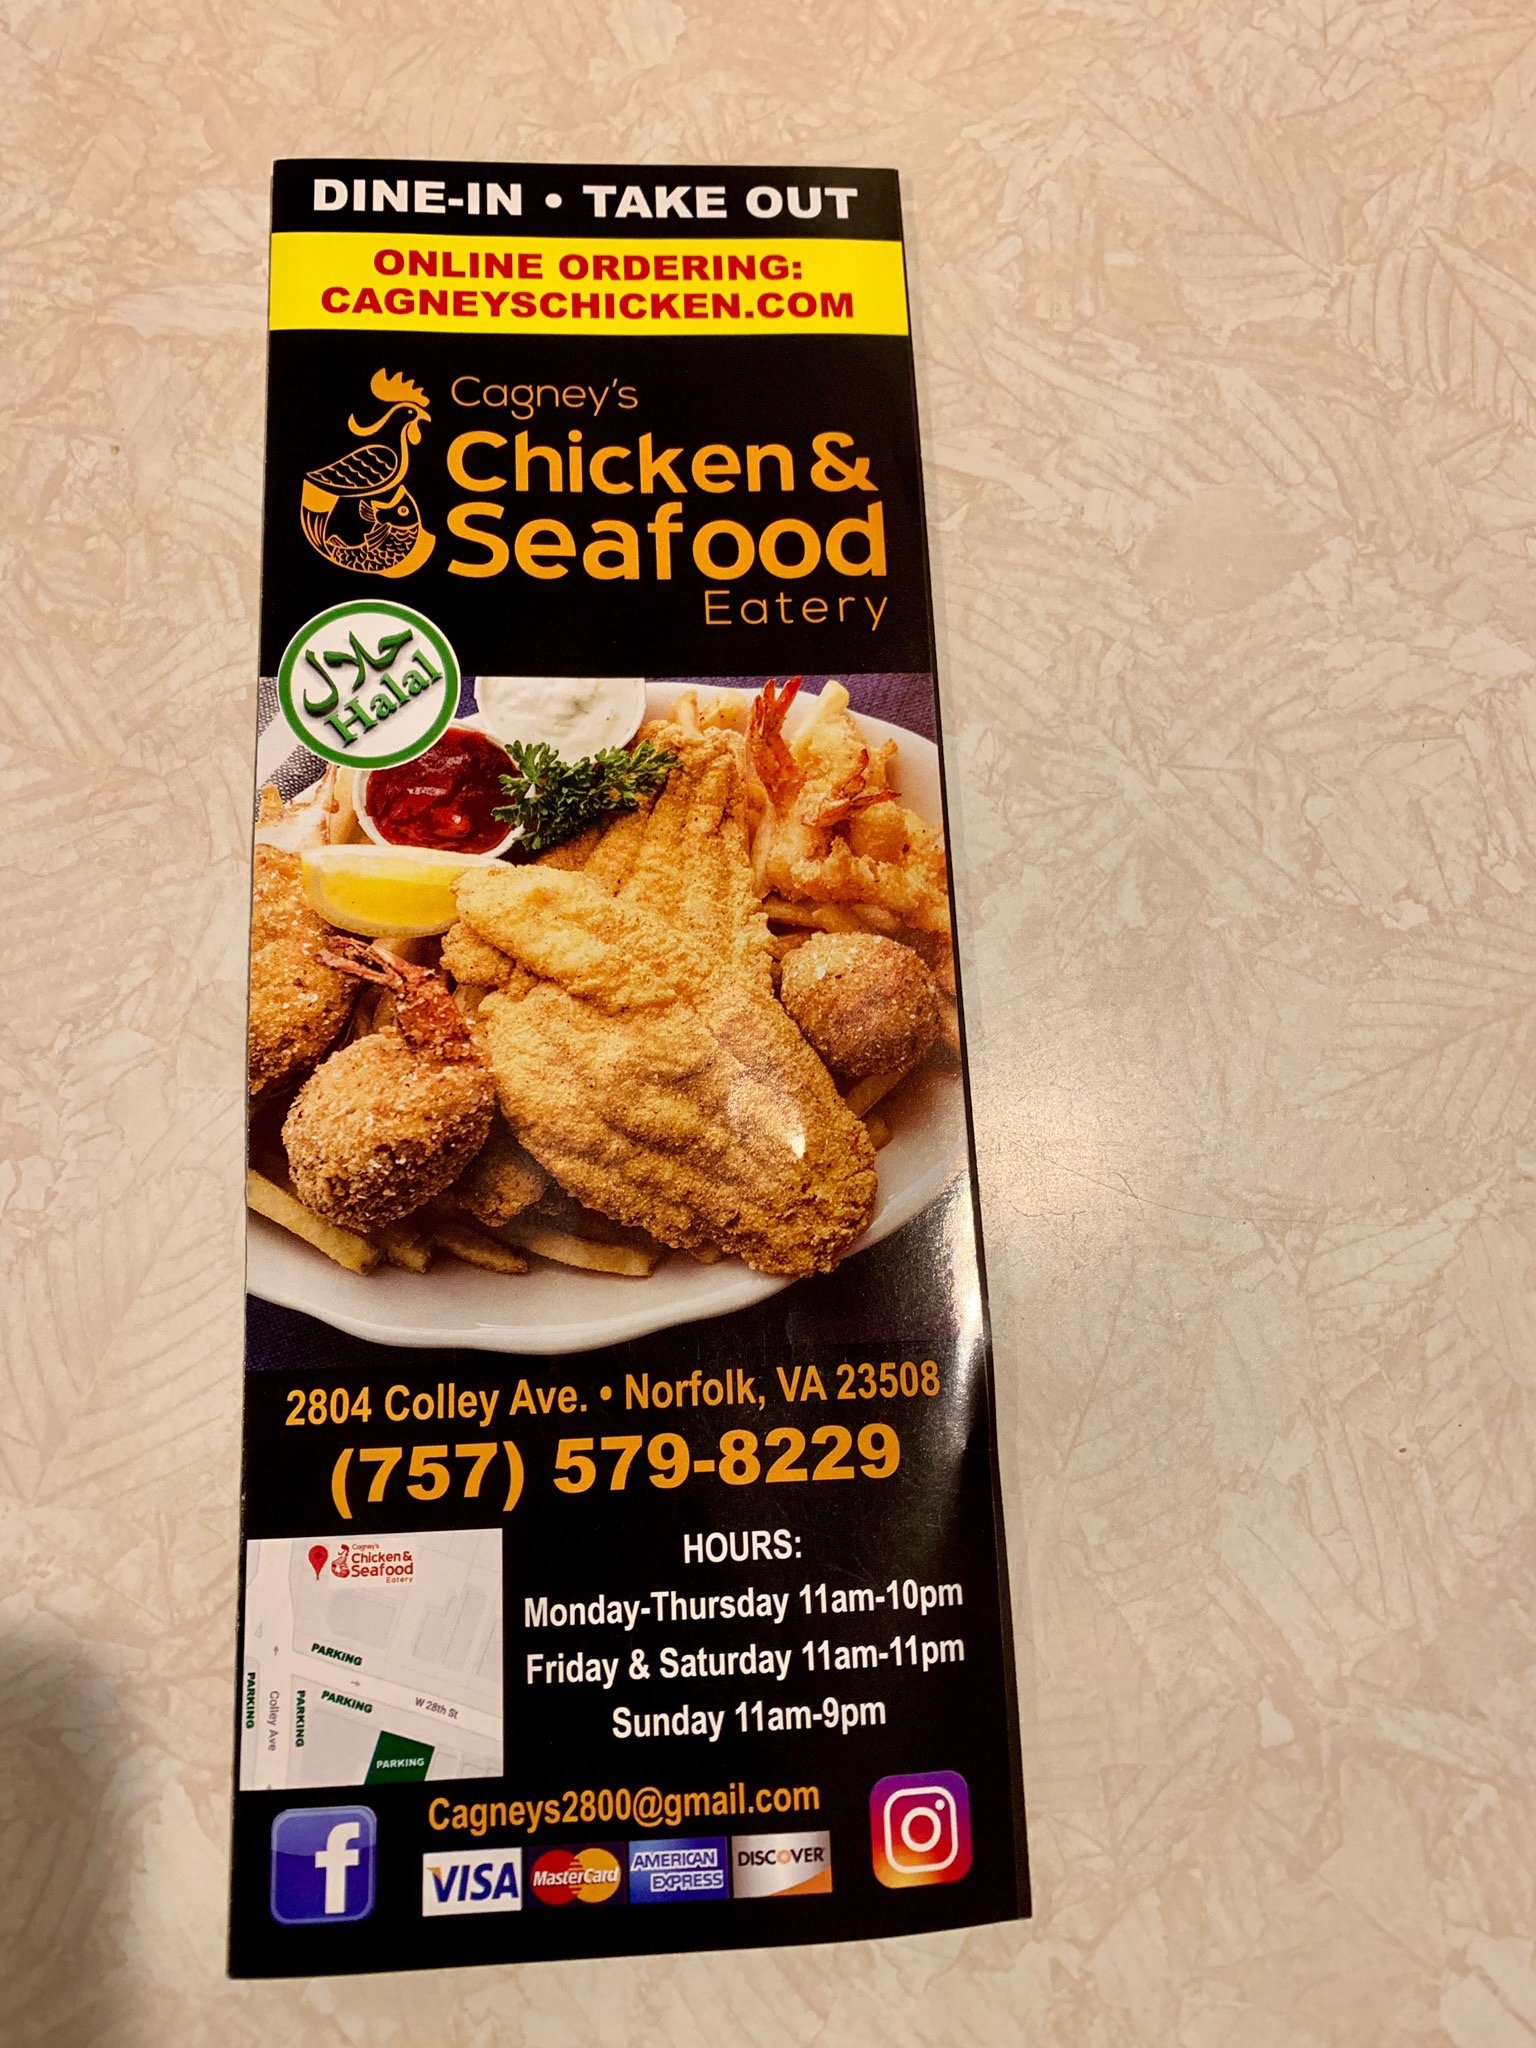 DINE-IN • TAKE OUT
ONLINE ORDERING:
CAGNEYSCHICKEN.COM
Cagney's
Chicken &
Seafood
Eatery
حلال
Halal
2804 Colley Ave. • Norfolk, VA 23508
(757) 579-8229
HOURS:
Monday-Thursday 11am-10pm
Friday & Saturday 11am-11pm
Sunday 11am-9pm
Cagney's
Chicken &
Seafood
Eatery
PARKING
PARKING
W 28th St
PARKING
Colley Ave
PARKING
PARKING
Cagneys2800@gmail.com
f
VISA
MasterCard
AMERICAN
EXPRESS
DISCOVER